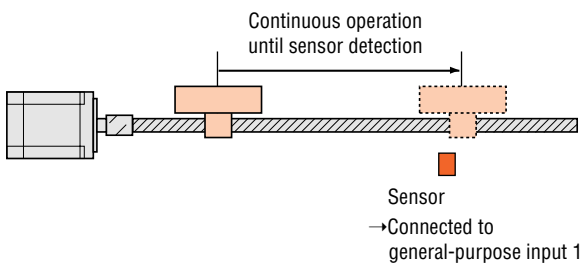 Continuous operation
until sensor detection
Sensor
→Connected to
general-purpose input 1